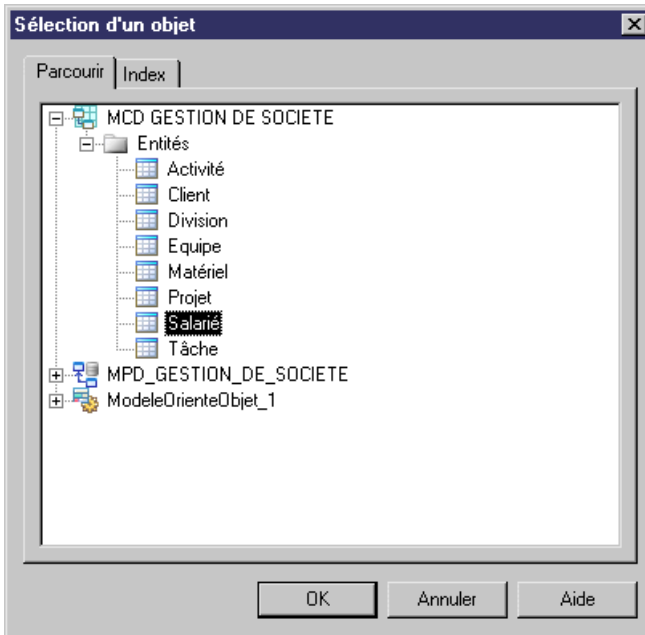 Sélection d'un objet
Parcourir
Index
MCD GESTION DE SOCIETE
Entités
Activité
Client
Division
Equipe
Matériel
Projet
Salarié
Tâche
MPD_GESTION_DE_SOCIETE
ModeleOrienteObjet_1
OK
Annuler
Aide